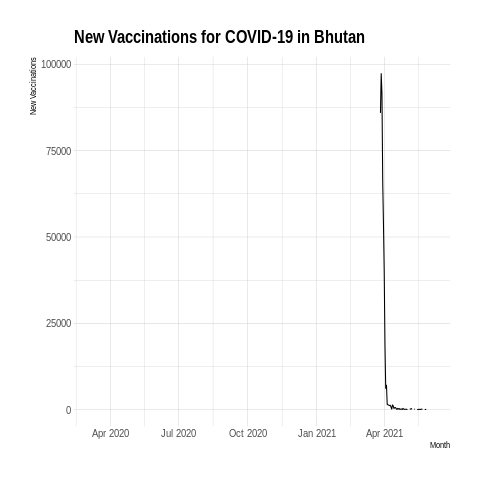 New Vaccinations for COVID-19 in Bhutan
New Vaccinations
100000
75000
50000
25000
0
Apr 2020 Jul 2020 Oct 2020 Jan 2021 Apr 2021
Month